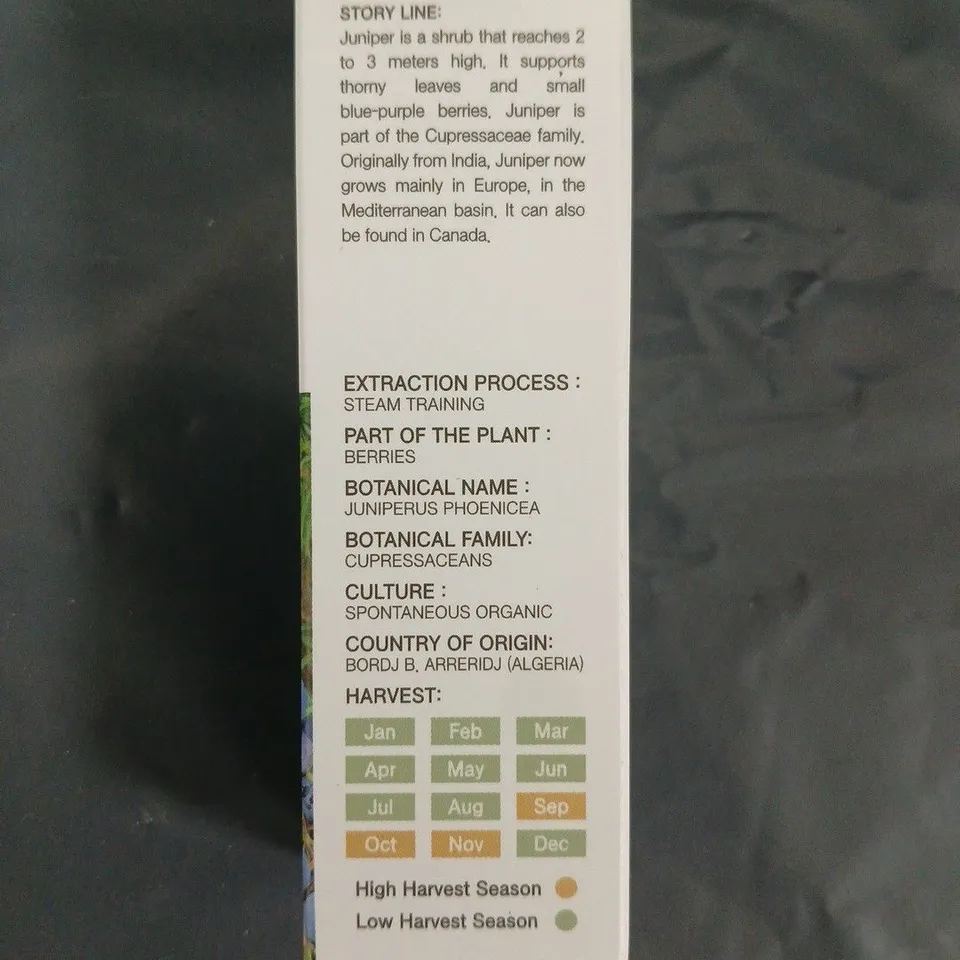 STORY LINE:
Juniper is a shrub that reaches 2
to 3 meters high. It supports
thorny leaves and small
blue-purple berries. Juniper is
part of the Cupressaceae family.
Originally from India, Juniper now
grows mainly in Europe, in the
Mediterranean basin. It can also
be found in Canada.
EXTRACTION PROCESS :
STEAM TRAINING
PART OF THE PLANT :
BERRIES
BOTANICAL NAME :
JUNIPERUS PHOENICEA
BOTANICAL FAMILY:
CUPRESSACEANS
CULTURE :
SPONTANEOUS ORGANIC
COUNTRY OF ORIGIN:
BORDJ B. ARRERIDJ (ALGERIA)
HARVEST:
Jan Feb Mar
Apr May Jun
Jul Aug Sep
Oct Nov Dec
High Harvest Season
Low Harvest Season